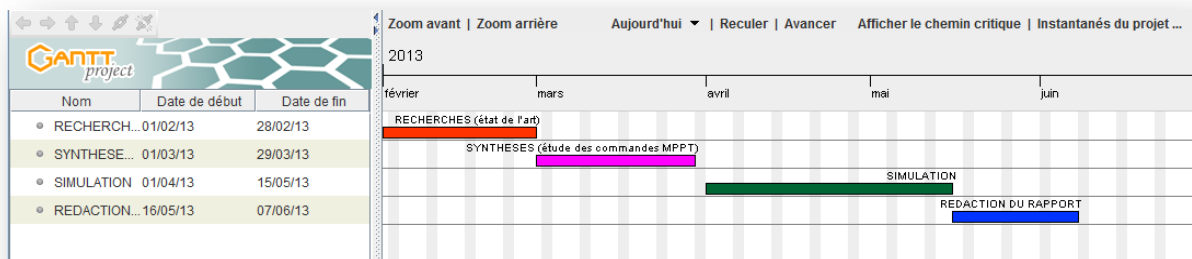 Zoom avant | Zoom arrière Aujourd'hui | Reculer | Avancer Afficher le chemin critique | Instantanés du projet ...
GANTT
project
2013
février mars avril mai juin
Nom Date de début Date de fin
RECHERCH... 01/02/13 28/02/13
SYNTHESE... 01/03/13 29/03/13
SIMULATION 01/04/13 15/05/13
REDACTION... 16/05/13 07/06/13
RECHERCHES (état de l'art)
SYNTHESES (étude des commandes MPPT)
SIMULATION
REDACTION DU RAPPORT